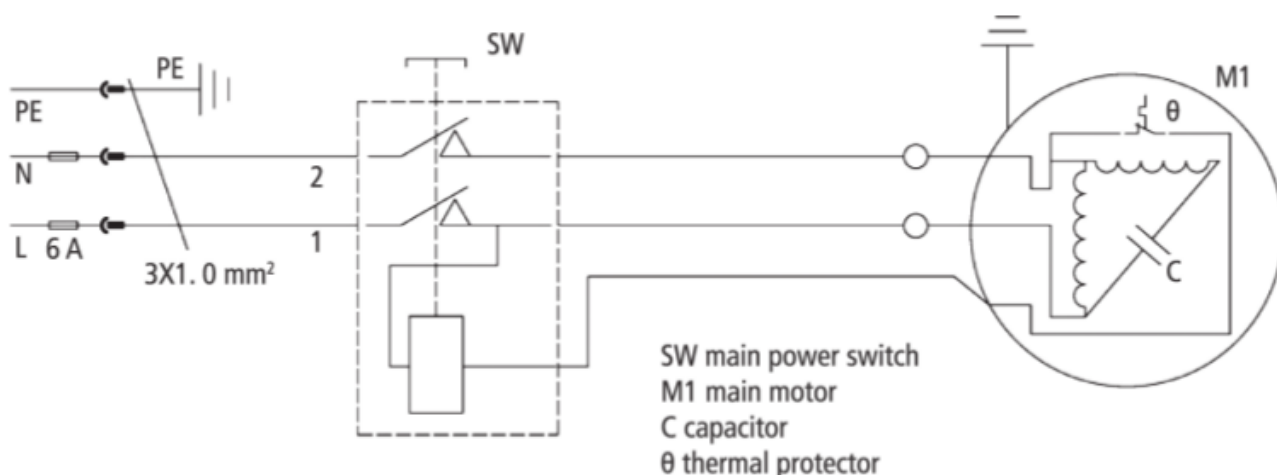 SW
PE
M1
PE
θ
N
2
L 6 A
1
C
3X1. 0 mm²
SW main power switch
M1 main motor
C capacitor
θ thermal protector